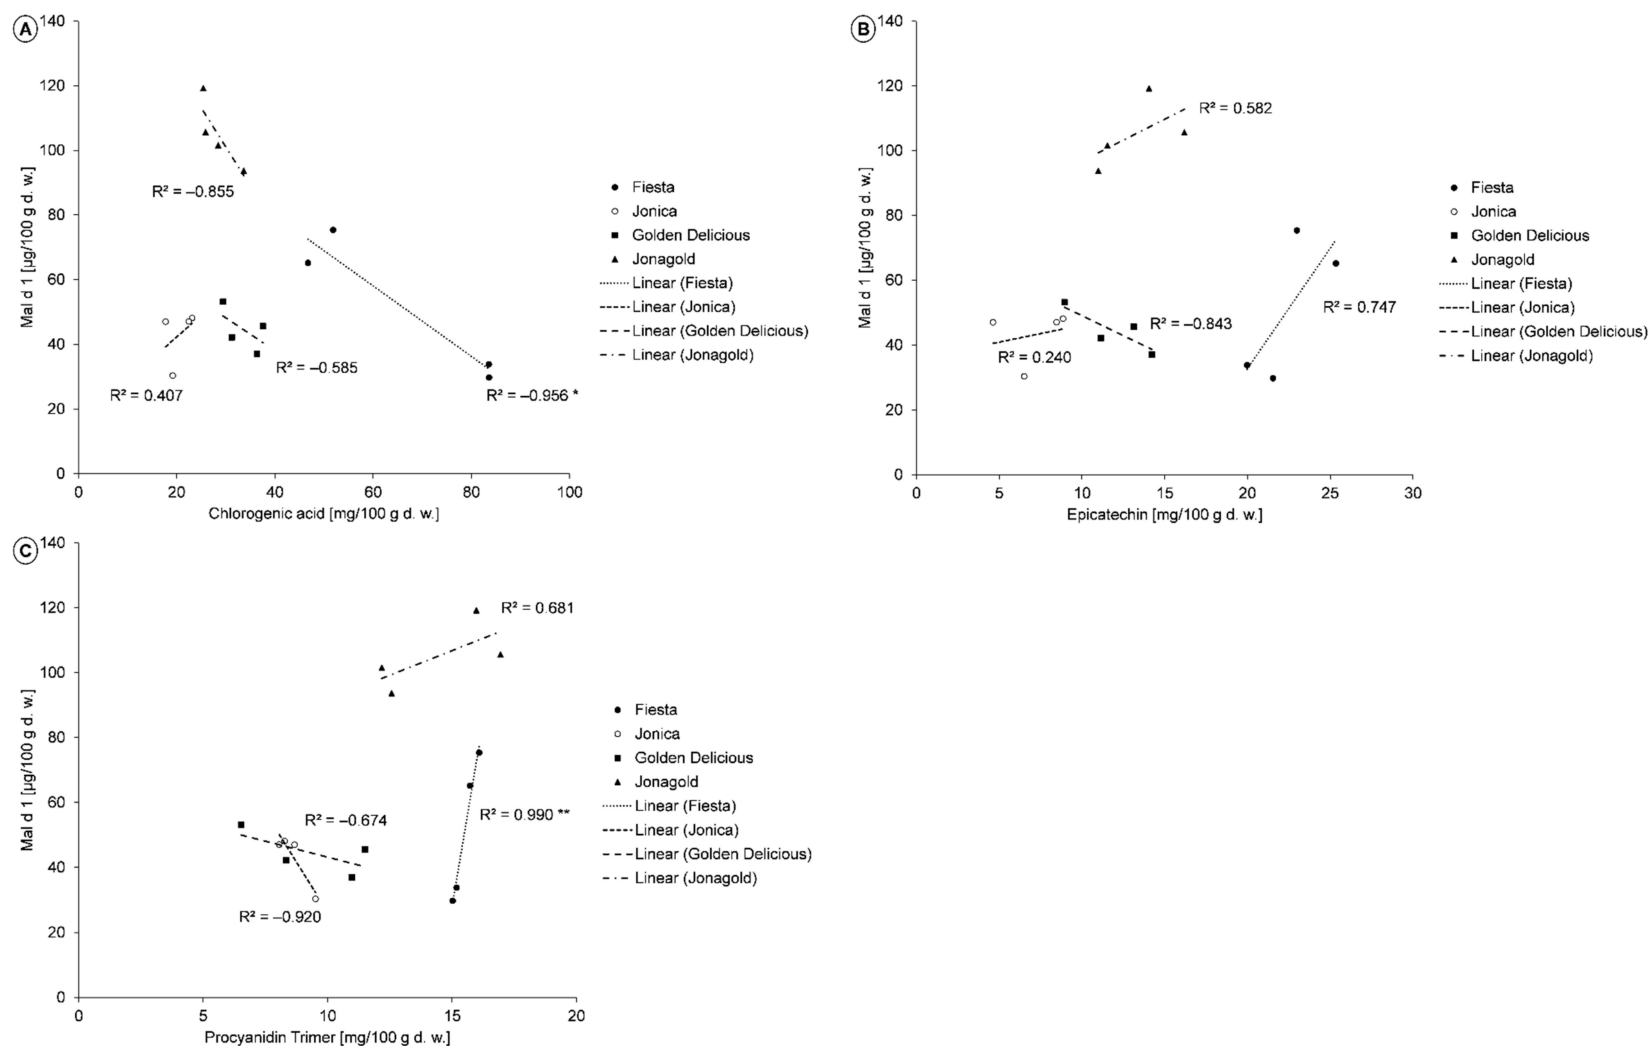 A
Mal d 1 [µg/100 g d. w.]
140
120
100
80
60
40
20
0
0 20 40 60 80 100
Chlorogenic acid [mg/100 g d. w.]
R² = –0.855
R² = 0.407
R² = –0.585
R² = –0.956 *
Fiesta
Jonica
Golden Delicious
Jonagold
Linear (Fiesta)
Linear (Jonica)
Linear (Golden Delicious)
Linear (Jonagold)
B
Mal d 1 [µg/100 g d. w.]
140
120
100
80
60
40
20
0
0 5 10 15 20 25 30
Epicatechin [mg/100 g d. w.]
R² = 0.582
R² = 0.747
R² = –0.843
R² = 0.240
Fiesta
Jonica
Golden Delicious
Jonagold
Linear (Fiesta)
Linear (Jonica)
Linear (Golden Delicious)
Linear (Jonagold)
C
Mal d 1 [µg/100 g d. w.]
140
120
100
80
60
40
20
0
0 5 10 15 20
Procyanidin Trimer [mg/100 g d. w.]
R² = 0.681
R² = 0.990 **
R² = –0.674
R² = –0.920
Fiesta
Jonica
Golden Delicious
Jonagold
Linear (Fiesta)
Linear (Jonica)
Linear (Golden Delicious)
Linear (Jonagold)